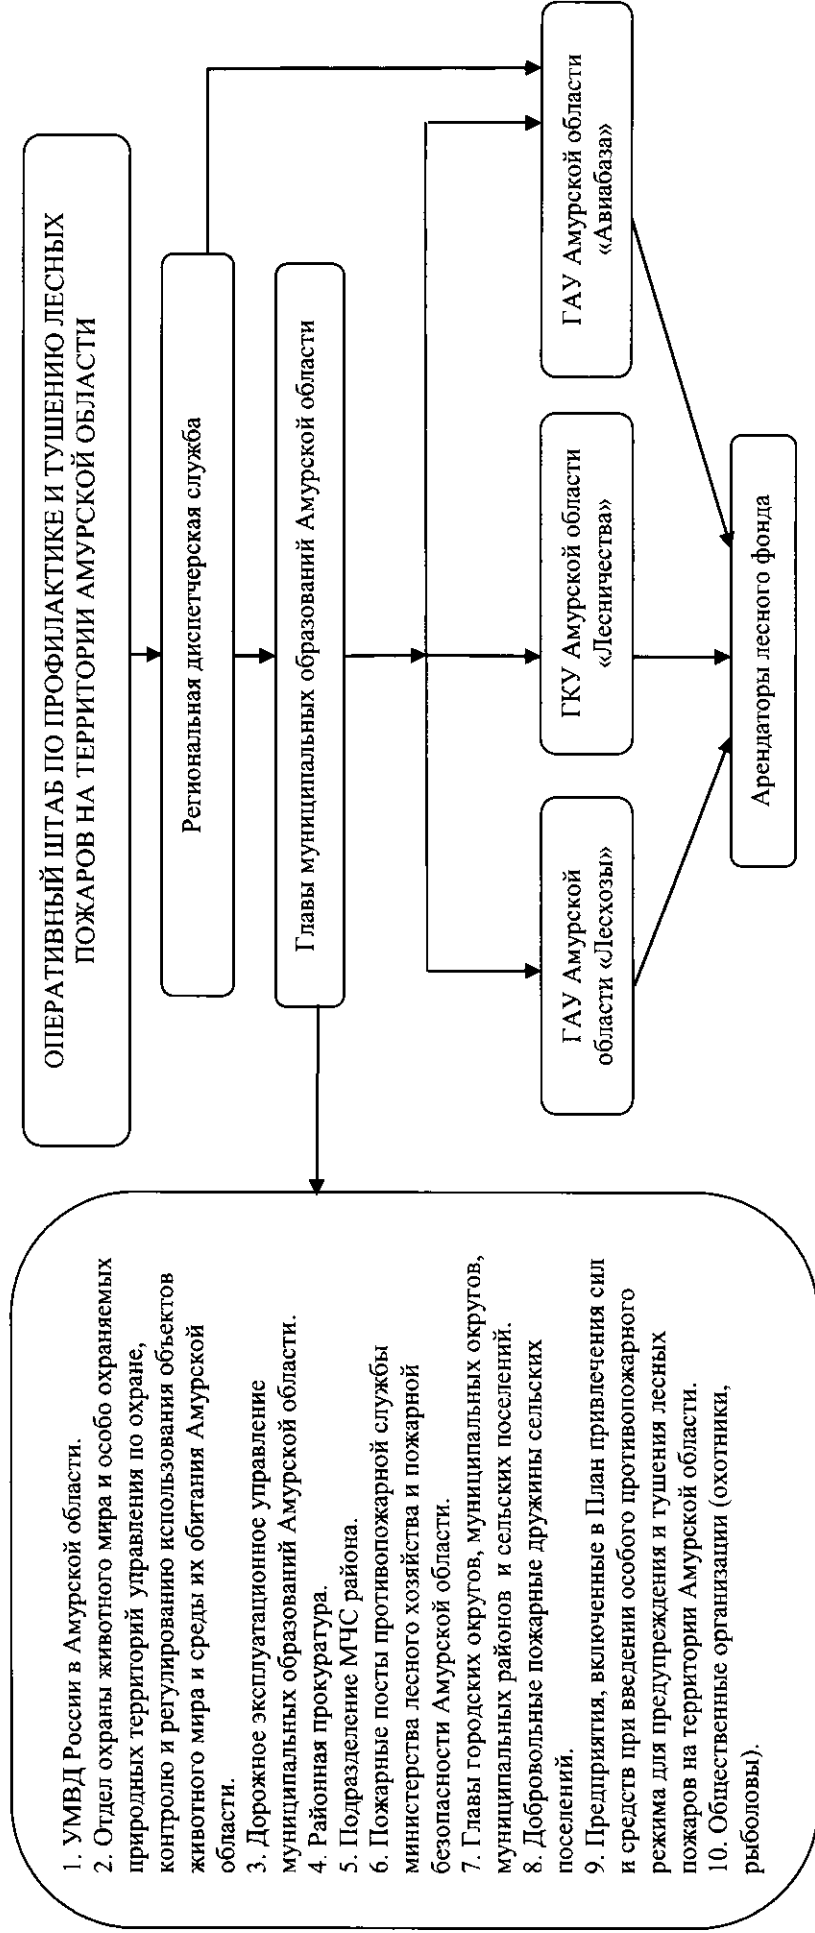 ОПЕРАТИВНЫЙ ШТАБ ПО ПРОФИЛАКТИКЕ И ТУШЕНИЮ ЛЕСНЫХ
ПОЖАРОВ НА ТЕРРИТОРИИ АМУРСКОЙ ОБЛАСТИ
Региональная диспетчерская служба
Главы муниципальных образований Амурской области
1. УМВД России в Амурской области.
2. Отдел охраны животного мира и особо охраняемых
природных территорий управления по охране,
контролю и регулированию использования объектов
животного мира и среды их обитания Амурской
области.
3. Дорожное эксплуатационное управление
муниципальных образований Амурской области.
4. Районная прокуратура.
5. Подразделение МЧС района.
6. Пожарные посты противопожарной службы
министерства лесного хозяйства и пожарной
безопасности Амурской области.
7. Главы городских округов, муниципальных округов,
муниципальных районов и сельских поселений.
8. Добровольные пожарные дружины сельских
поселений.
9. Предприятия, включенные в План привлечения сил
и средств при введении особого противопожарного
режима для предупреждения и тушения лесных
пожаров на территории Амурской области.
10. Общественные организации (охотники,
рыболовы).
ГАУ Амурской
области «Лесхозы»
ГКУ Амурской области
«Лесничества»
ГАУ Амурской области
«Авиабаза»
Арендаторы лесного фонда